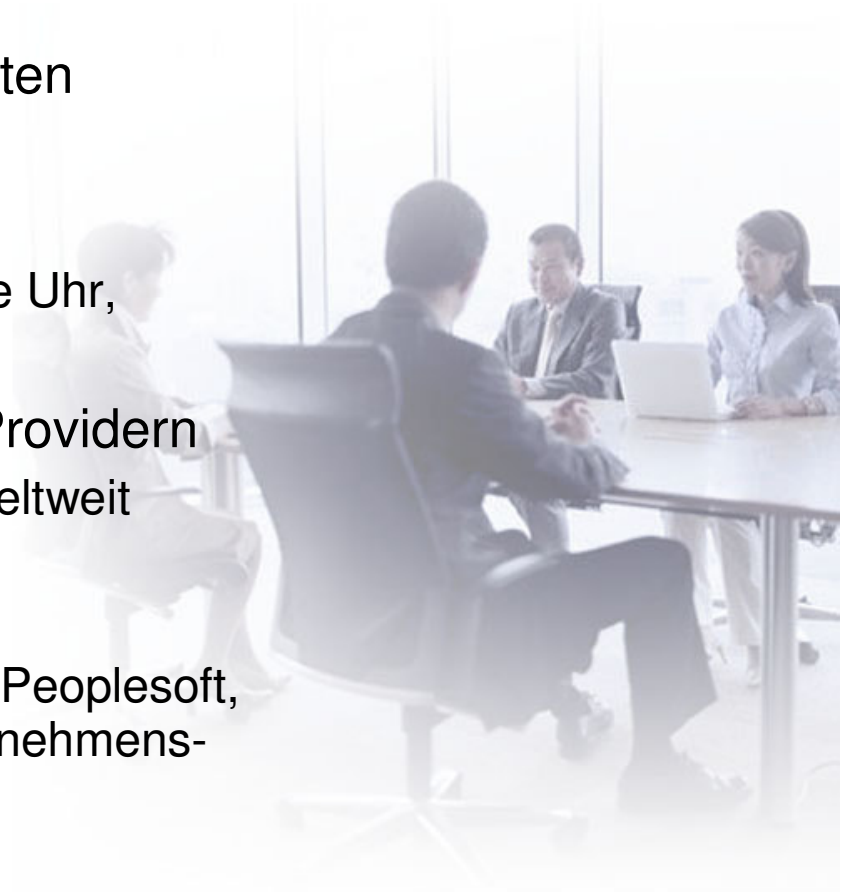 ten
e Uhr,
Providern
eltweit
Peoplesoft,
nehmens-